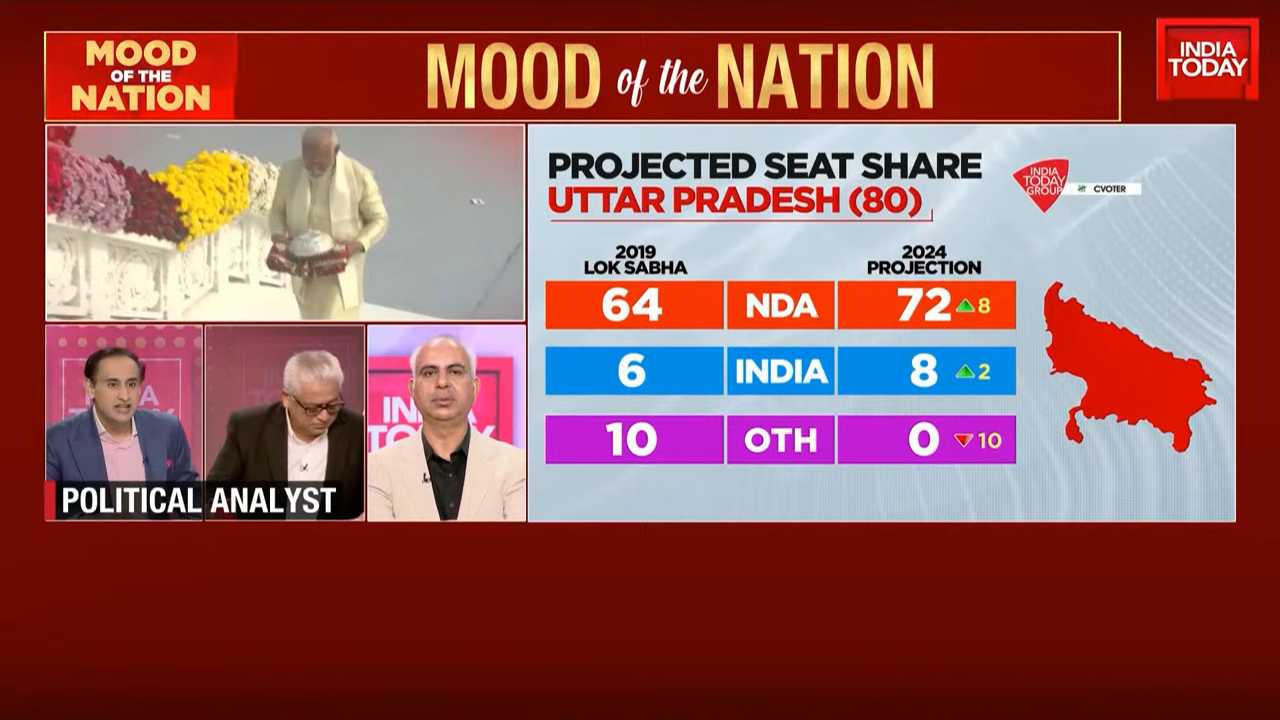 MOOD
OF THE
NATION
MOOD of the NATION
INDIA
TODAY
PROJECTED SEAT SHARE
UTTAR PRADESH (80)
INDIA
TODAY
GROUP
CVOTER
2019
LOK SABHA
2024
PROJECTION
64 NDA 72 8
6 INDIA 8 2
10 OTH 0 10
POLITICAL ANALYST